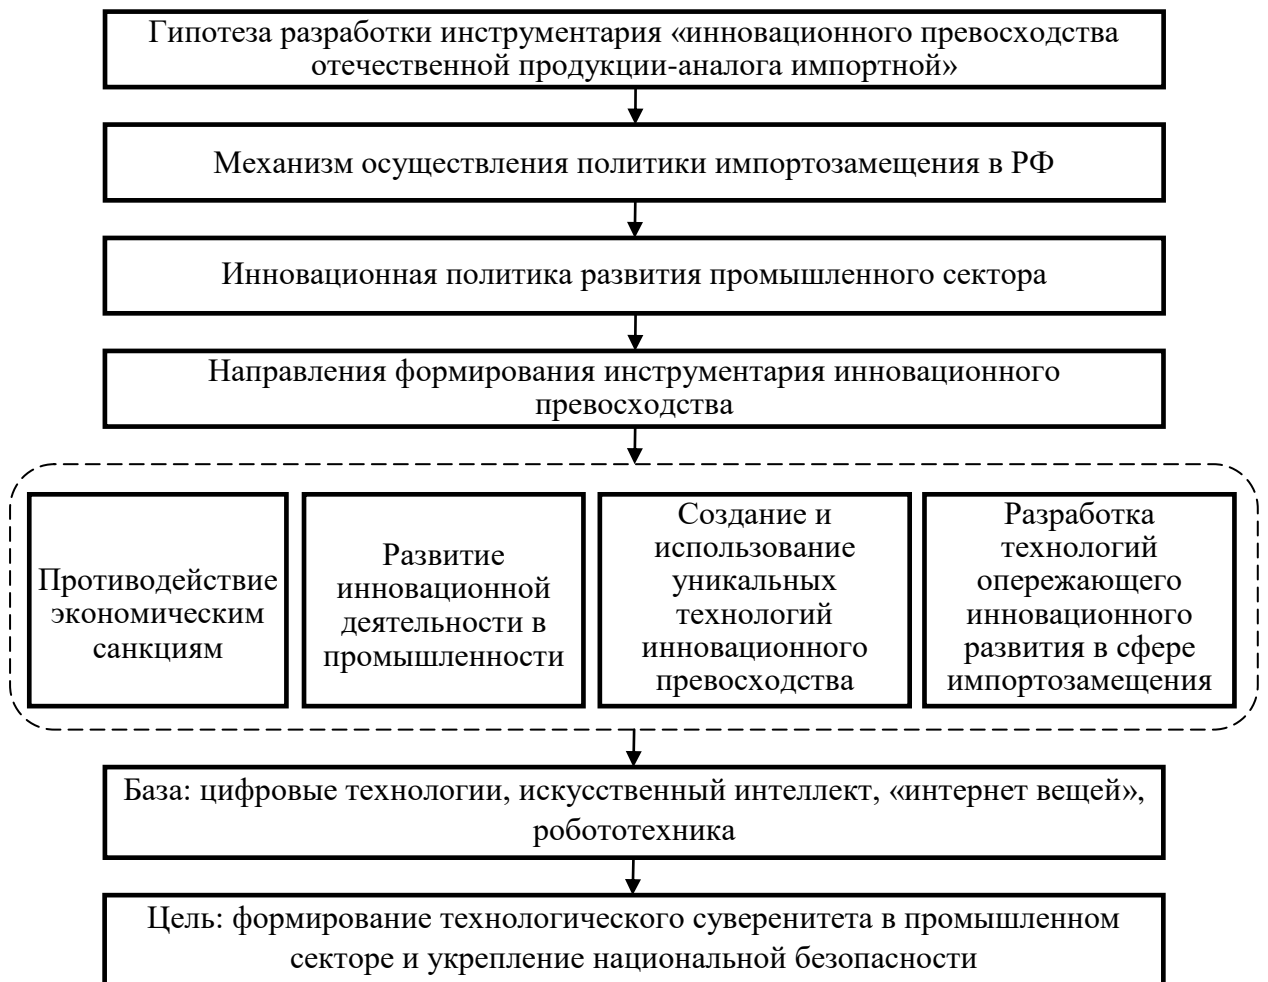 Гипотеза разработки инструментария «инновационного превосходства
отечественной продукции-аналога импортной»
Механизм осуществления политики импортозамещения в РФ
Инновационная политика развития промышленного сектора
Направления формирования инструментария инновационного
превосходства
Противодействие
экономическим
санкциям
Развитие
инновационной
деятельности в
промышленности
Создание и
использование
уникальных
технологий
инновационного
превосходства
Разработка
технологий
опережающего
инновационного
развития в сфере
импортозамещения
База: цифровые технологии, искусственный интеллект, «интернет вещей»,
робототехника
Цель: формирование технологического суверенитета в промышленном
секторе и укрепление национальной безопасности